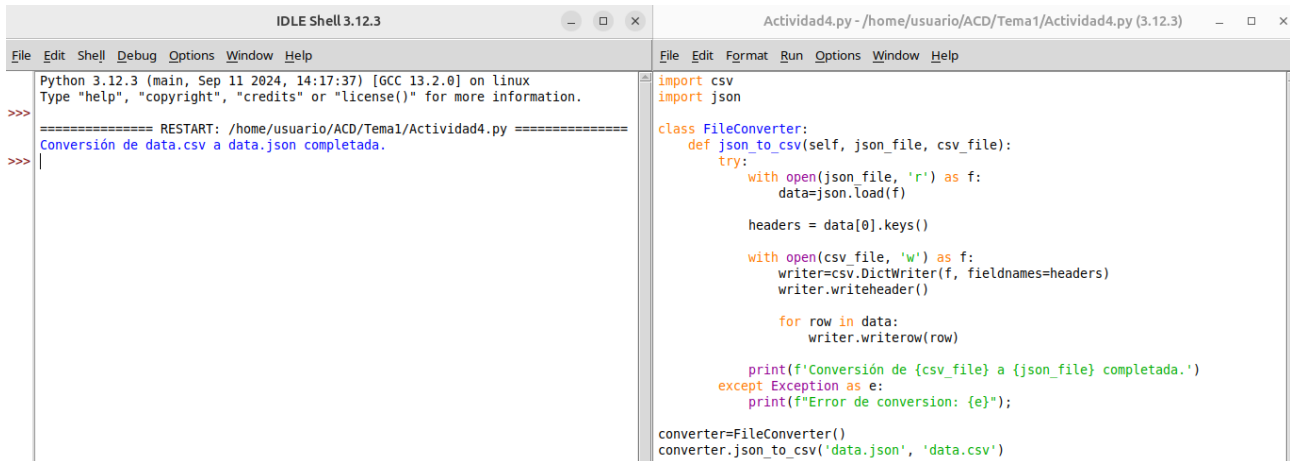 IDLE Shell 3.12.3
File Edit Shell Debug Options Window Help
Python 3.12.3 (main, Sep 11 2024, 14:17:37) [GCC 13.2.0] on linux
Type "help", "copyright", "credits" or "license()" for more information.
>>>
=============== RESTART: /home/usuario/ACD/Tema1/Actividad4.py ===============
Conversión de data.csv a data.json completada.
>>>
Actividad4.py - /home/usuario/ACD/Tema1/Actividad4.py (3.12.3)
File Edit Format Run Options Window Help
import csv
import json
class FileConverter:
    def json_to_csv(self, json_file, csv_file):
        try:
            with open(json_file, 'r') as f:
                data=json.load(f)
            headers = data[0].keys()
            with open(csv_file, 'w') as f:
                writer=csv.DictWriter(f, fieldnames=headers)
                writer.writeheader()
                for row in data:
                    writer.writerow(row)
            print(f'Conversión de {csv_file} a {json_file} completada.')
        except Exception as e:
            print(f"Error de conversion: {e}");
converter=FileConverter()
converter.json_to_csv('data.json', 'data.csv')